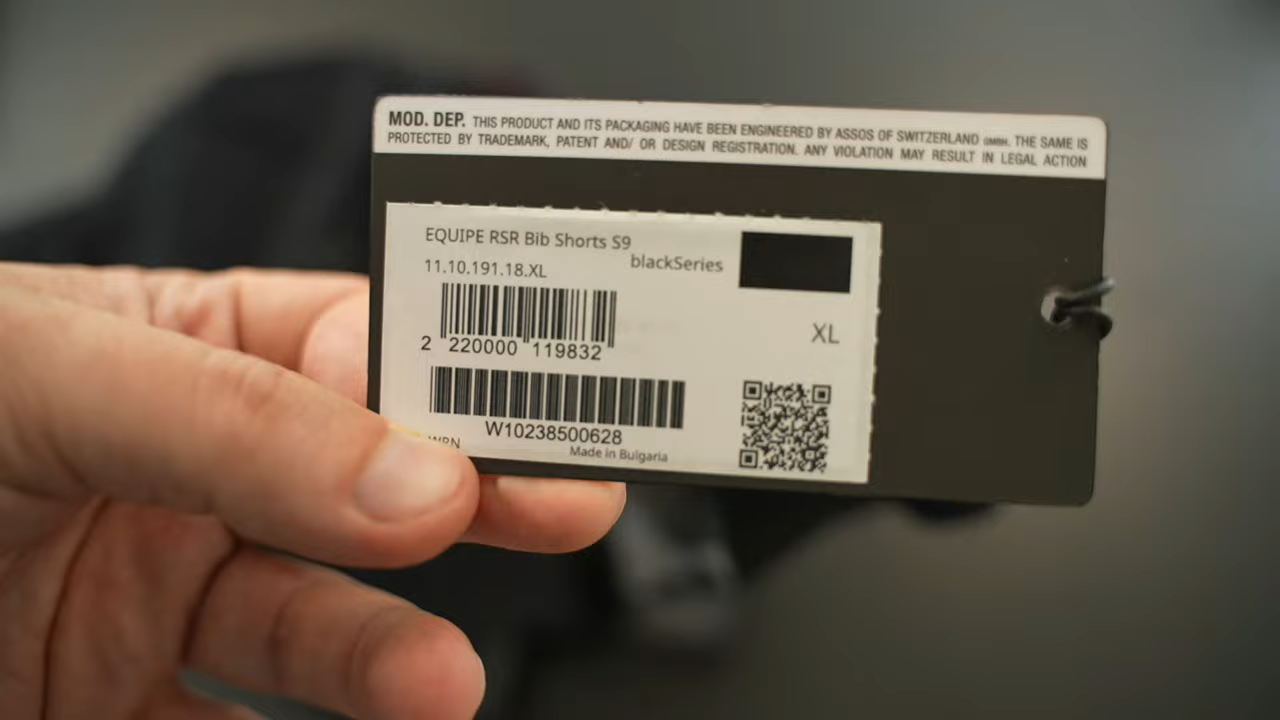 MOD. DEP. THIS PRODUCT AND ITS PACKAGING HAVE BEEN ENGINEERED BY ASSOS OF SWITZERLAND GMBH. THE SAME IS
PROTECTED BY TRADEMARK, PATENT AND/ OR DESIGN REGISTRATION. ANY VIOLATION MAY RESULT IN LEGAL ACTION
EQUIPE RSR Bib Shorts S9
blackSeries
11.10.191.18.XL
2 220000 119832
XL
W10238500628
WRN
Made in Bulgaria